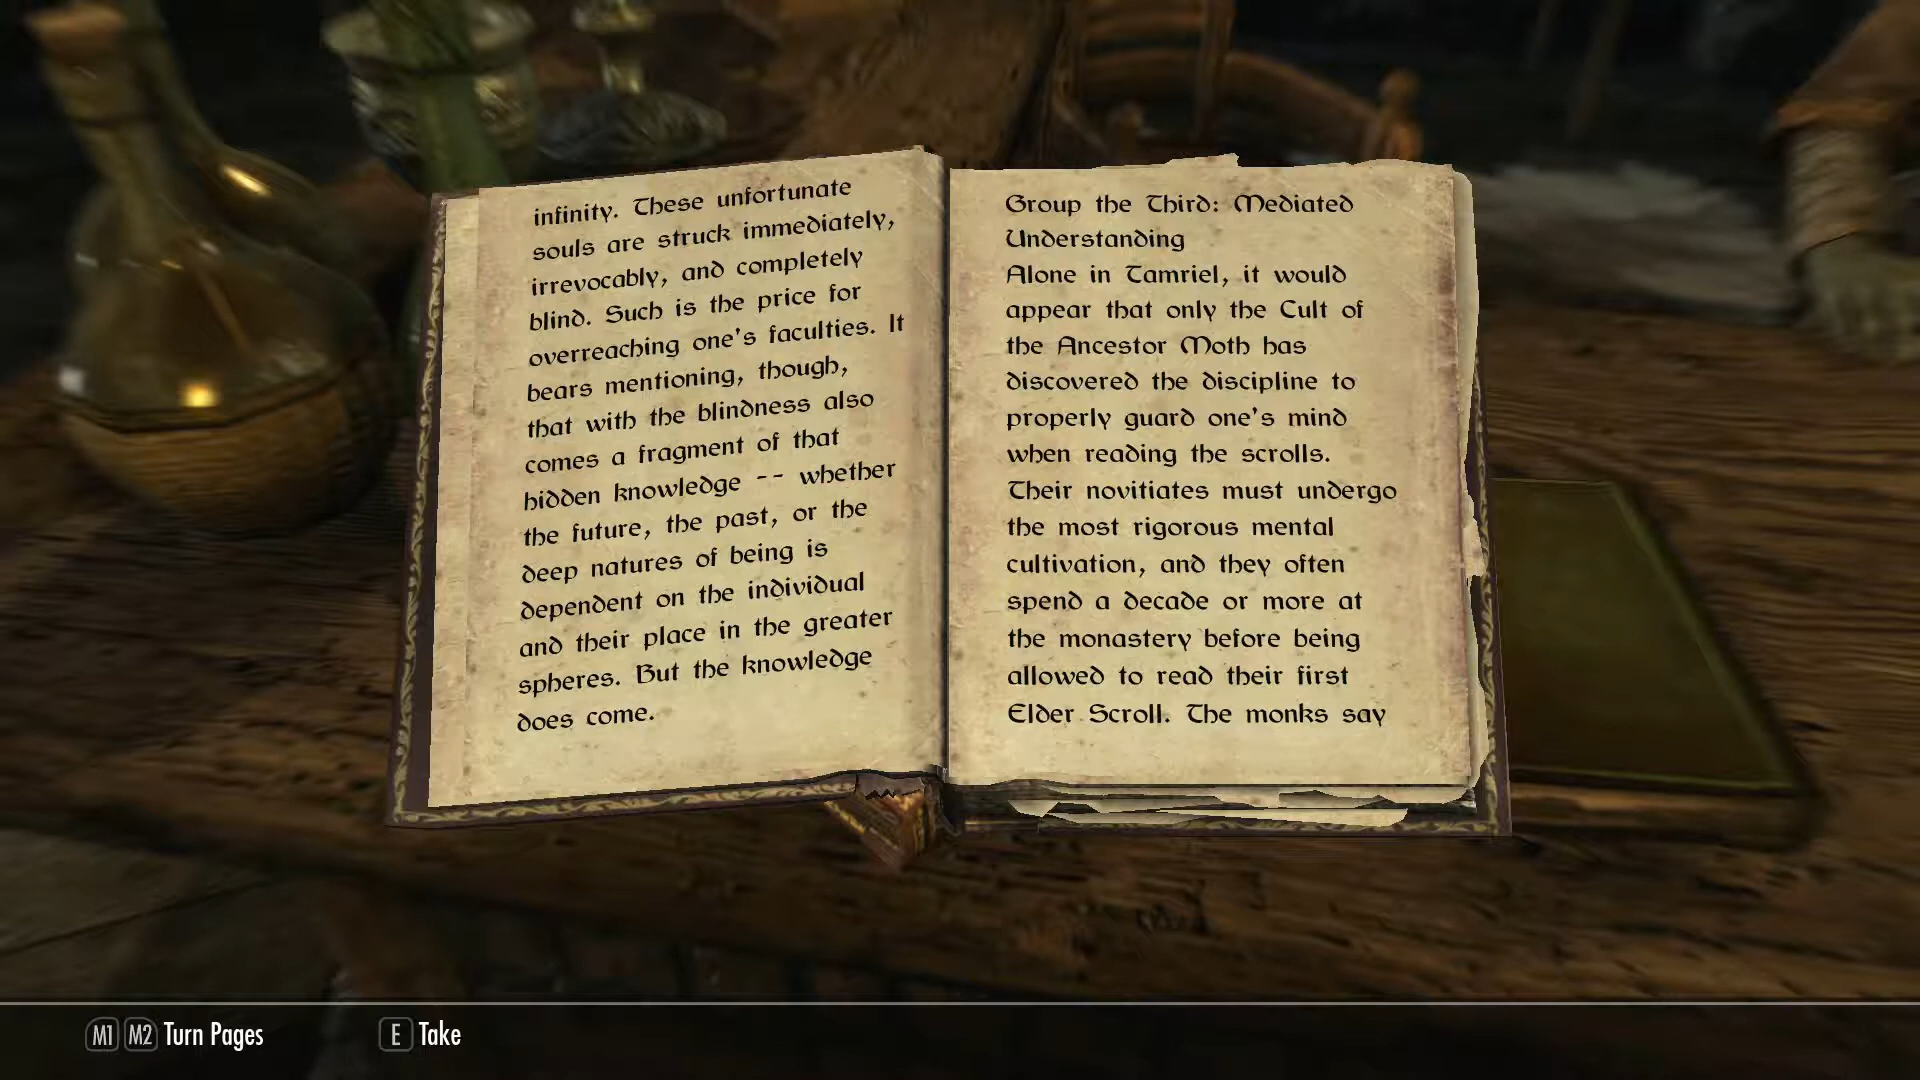 infinity. These unfortunate
souls are struck immediately,
irrevocably, and completely
blind. Such is the price for
overreaching one's faculties. It
bears mentioning, though,
that with the blindness also
comes a fragment of that
hidden knowledge -- whether
the future, the past, or the
deep natures of being is
dependent on the individual
and their place in the greater
spheres. But the knowledge
does come.
Group the Third: Mediated
Understanding
Alone in Tamriel, it would
appear that only the Cult of
the Ancestor Moth has
discovered the discipline to
properly guard one's mind
when reading the scrolls.
Their novitiates must undergo
the most rigorous mental
cultivation, and they often
spend a decade or more at
the monastery before being
allowed to read their first
Elder Scroll. The monks say
M1 M2 Turn Pages
E Take